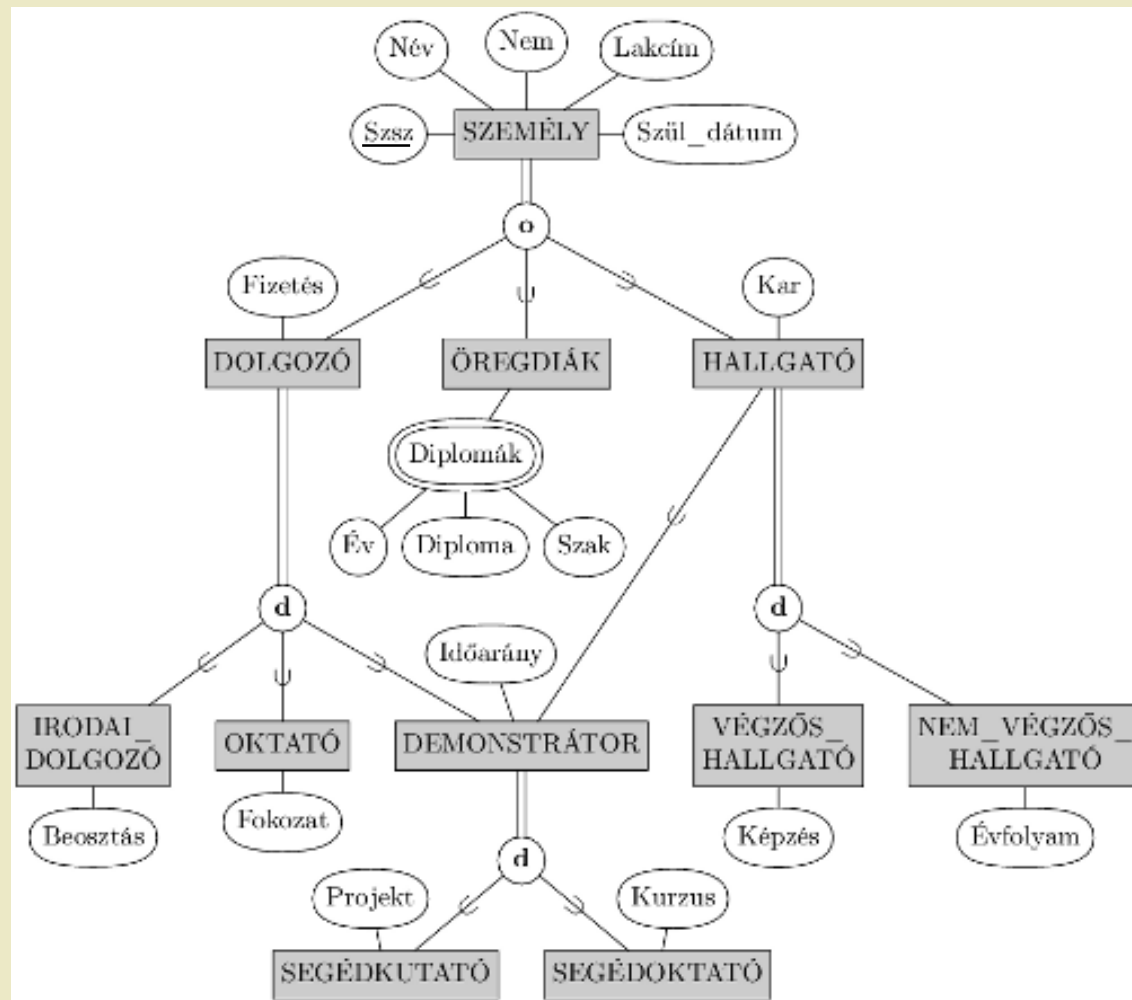 Név
Nem
Lakcím
Szsz
SZEMÉLY
Szül_dátum
o
Fizetés
Kar
DOLGOZÓ
ÖREGDIÁK
HALLGATÓ
Diplomák
Év
Diploma
Szak
d
d
Időarány
IRODAI_
DOLGOZÓ
OKTATÓ
DEMONSTRÁTOR
VÉGZŐS_
HALLGATÓ
NEM_VÉGZŐS_
HALLGATÓ
Beosztás
Fokozat
Képzés
Évfolyam
d
Projekt
Kurzus
SEGÉDKUTATÓ
SEGÉDOKTATÓ